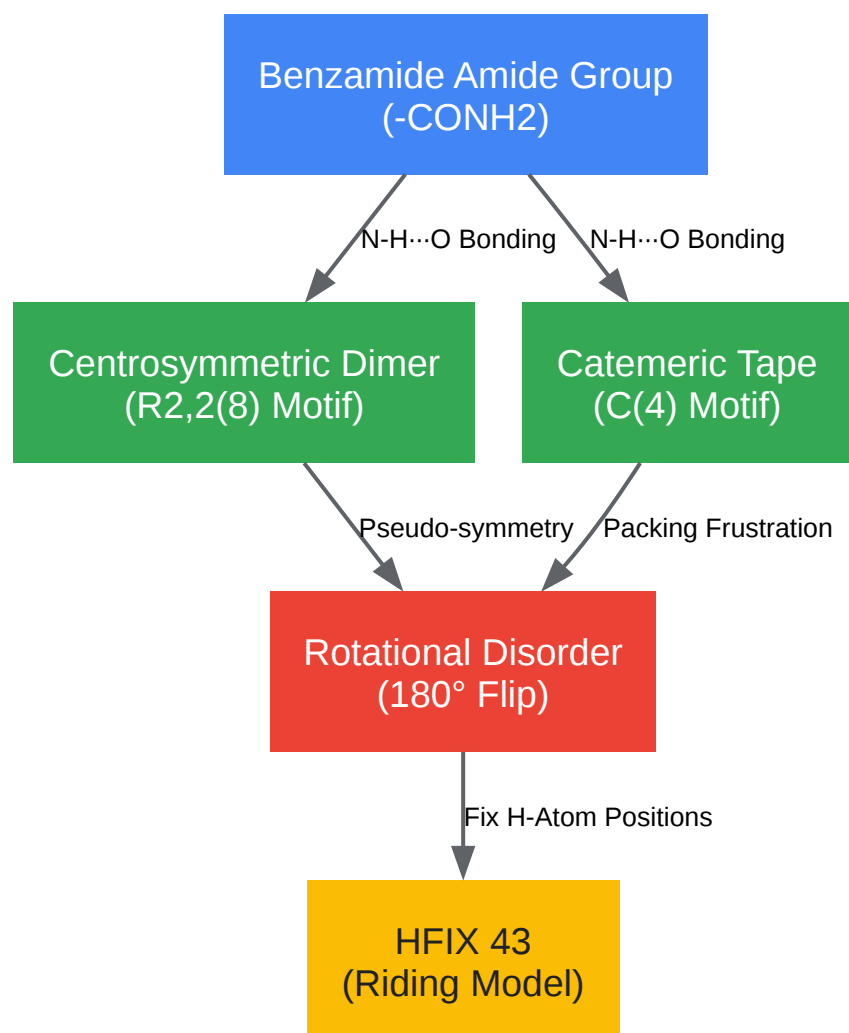 Benzamide Amide Group
(-CONH2)
N-H···O Bonding
N-H···O Bonding
Centrosymmetric Dimer
(R2,2(8) Motif)
Catemeric Tape
(C(4) Motif)
Pseudo-symmetry
Packing Frustration
Rotational Disorder
(180° Flip)
Fix H-Atom Positions
HFIX 43
(Riding Model)